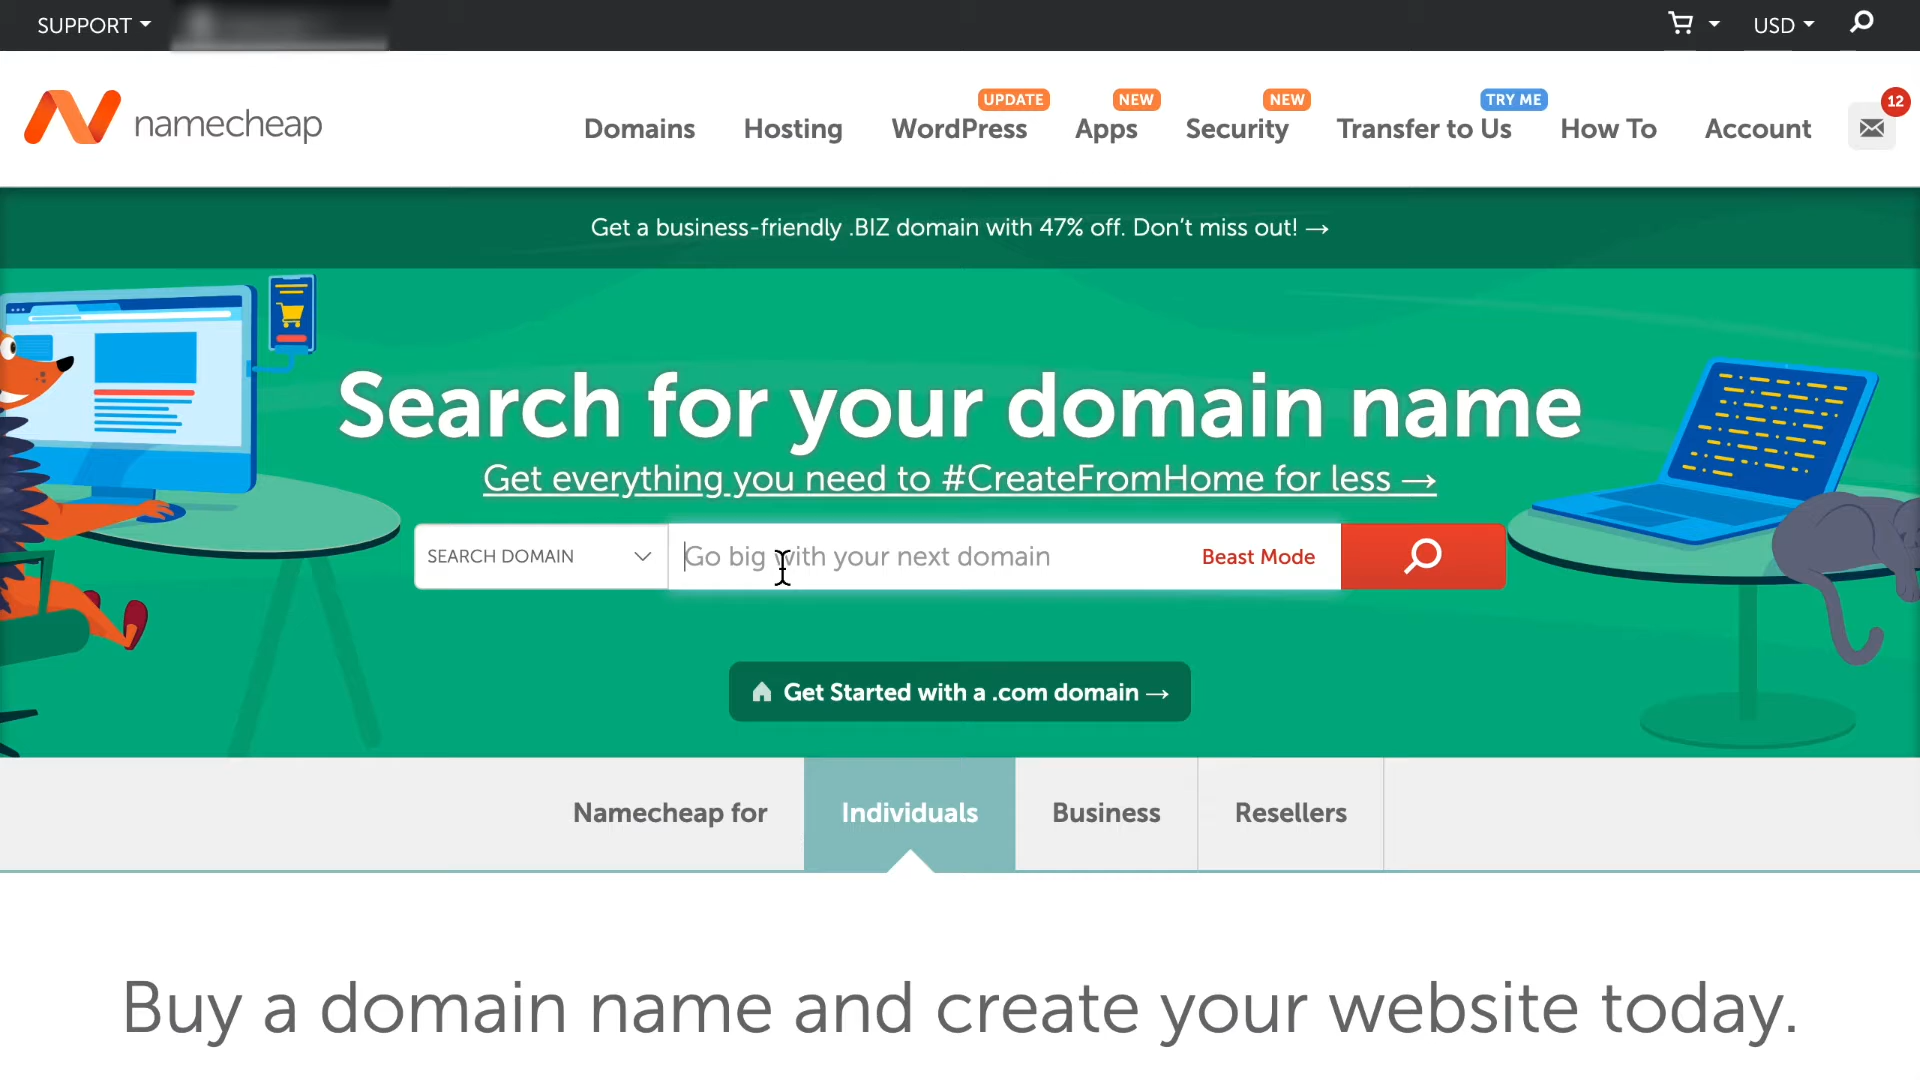 SUPPORT
USD
namecheap
UPDATE
NEW
NEW
TRY ME
12
Domains
Hosting
WordPress
Apps
Security
Transfer to Us
How To
Account
Get a business-friendly .BIZ domain with 47% off. Don’t miss out! →
Search for your domain name
Get everything you need to #CreateFromHome for less →
SEARCH DOMAIN
Go big with your next domain
Beast Mode
Get Started with a .com domain →
Namecheap for
Individuals
Business
Resellers
Buy a domain name and create your website today.